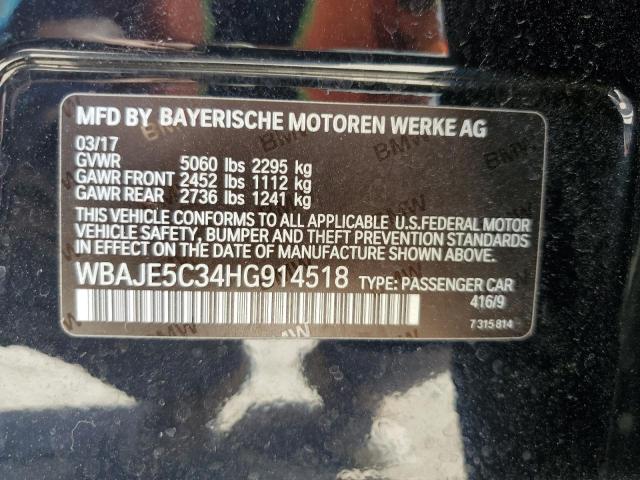 MFD BY BAYERISCHE MOTOREN WERKE AG
03/17
GVWR 5060 lbs 2295 kg
GAWR FRONT 2452 lbs 1112 kg
GAWR REAR 2736 lbs 1241 kg
THIS VEHICLE CONFORMS TO ALL APPLICABLE U.S.FEDERAL MOTOR
VEHICLE SAFETY, BUMPER AND THEFT PREVENTION STANDARDS
IN EFFECT ON THE DATE OF MANUFACTURE SHOWN ABOVE.
WBAJE5C34HG914518 TYPE: PASSENGER CAR
416/9
7315814